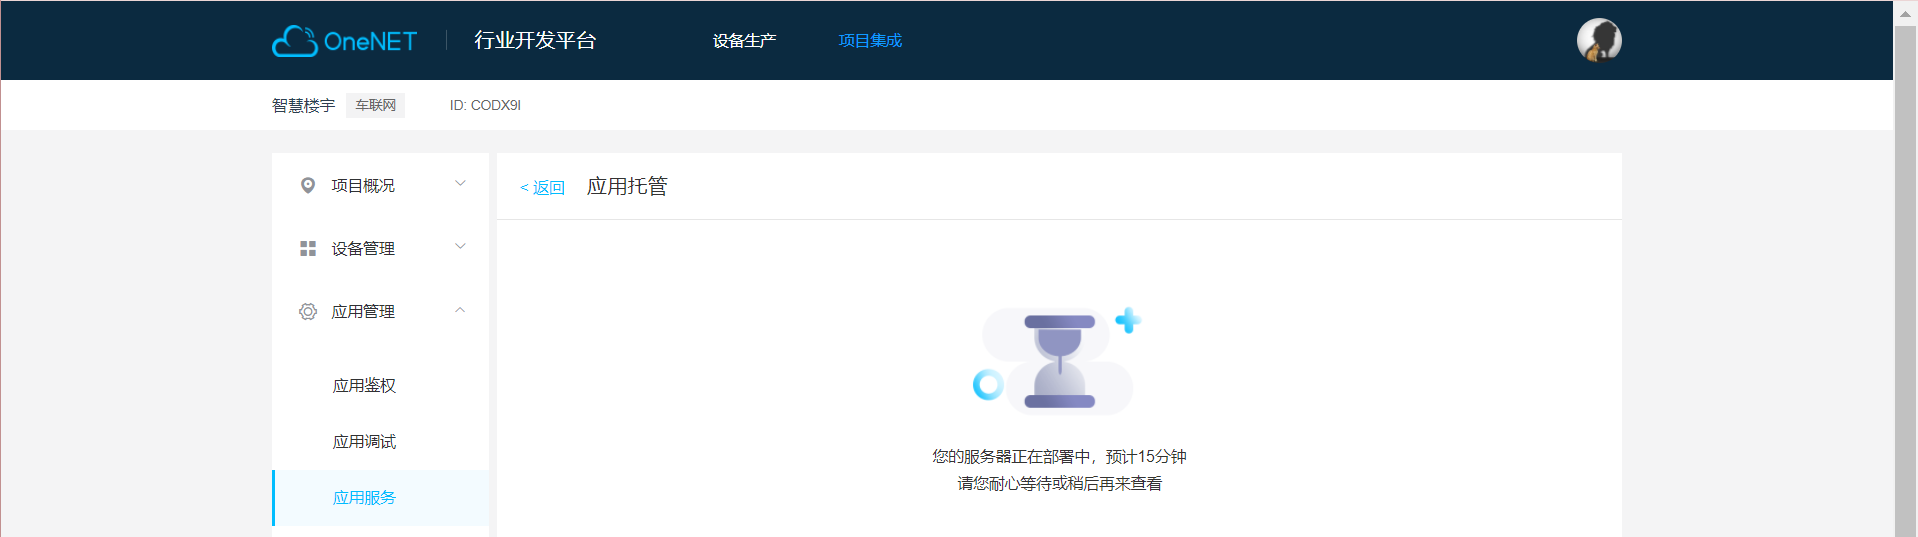 OneNET 行业开发平台 设备生产 项目集成
智慧楼宇 车联网 ID: CODX9I
项目概况
设备管理
应用管理
应用鉴权
应用调试
应用服务
< 返回 应用托管
您的服务器正在部署中，预计15分钟
请您耐心等待或稍后再来查看